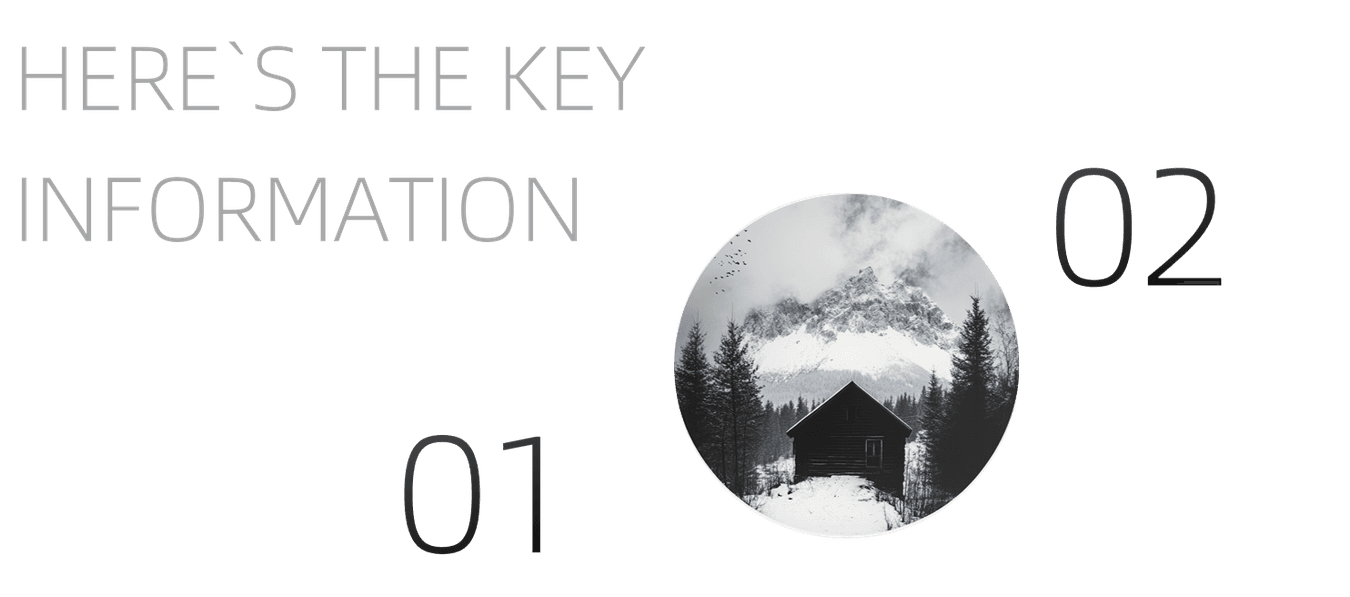 HERE`S THE KEY
INFORMATION
02
01